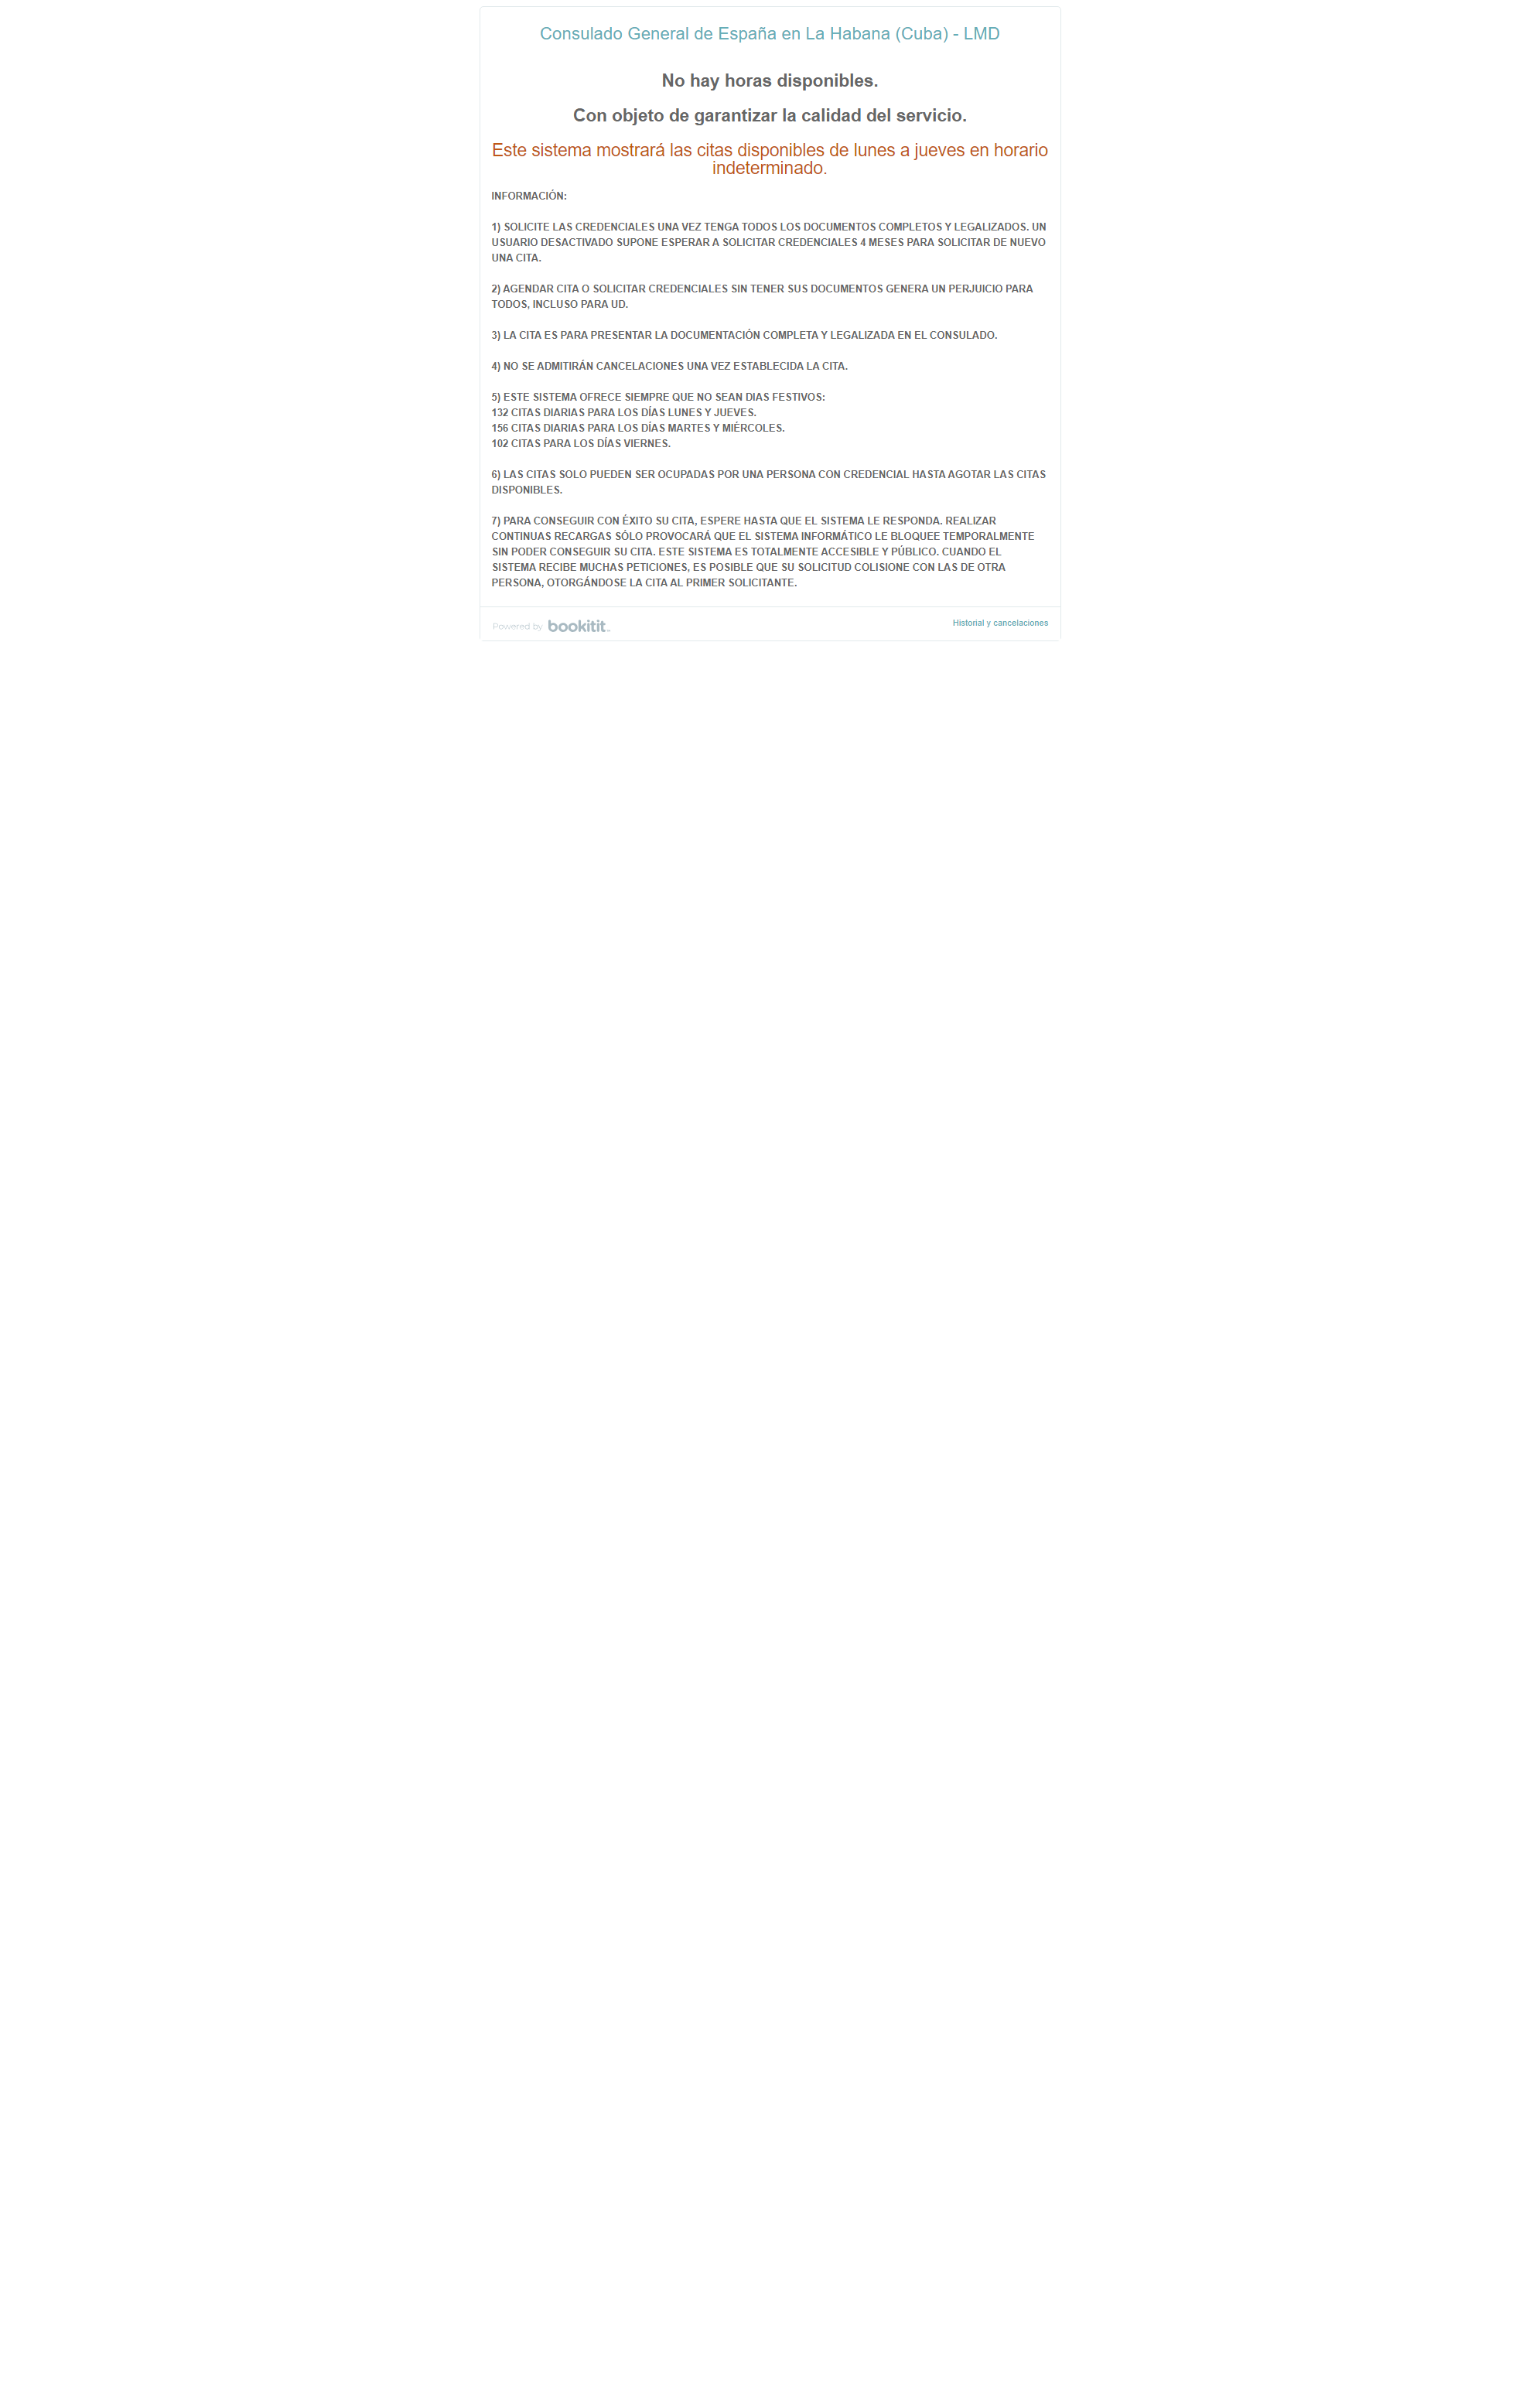 Consulado General de España en La Habana (Cuba) - LMD
No hay horas disponibles.
Con objeto de garantizar la calidad del servicio.
Este sistema mostrará las citas disponibles de lunes a jueves en horario
indeterminado.
INFORMACIÓN:
1) SOLICITE LAS CREDENCIALES UNA VEZ TENGA TODOS LOS DOCUMENTOS COMPLETOS Y LEGALIZADOS. UN
USUARIO DESACTIVADO SUPONE ESPERAR A SOLICITAR CREDENCIALES 4 MESES PARA SOLICITAR DE NUEVO
UNA CITA.
2) AGENDAR CITA O SOLICITAR CREDENCIALES SIN TENER SUS DOCUMENTOS GENERA UN PERJUICIO PARA
TODOS, INCLUSO PARA UD.
3) LA CITA ES PARA PRESENTAR LA DOCUMENTACIÓN COMPLETA Y LEGALIZADA EN EL CONSULADO.
4) NO SE ADMITIRÁN CANCELACIONES UNA VEZ ESTABLECIDA LA CITA.
5) ESTE SISTEMA OFRECE SIEMPRE QUE NO SEAN DIAS FESTIVOS:
132 CITAS DIARIAS PARA LOS DÍAS LUNES Y JUEVES.
156 CITAS DIARIAS PARA LOS DÍAS MARTES Y MIÉRCOLES.
102 CITAS PARA LOS DÍAS VIERNES.
6) LAS CITAS SOLO PUEDEN SER OCUPADAS POR UNA PERSONA CON CREDENCIAL HASTA AGOTAR LAS CITAS
DISPONIBLES.
7) PARA CONSEGUIR CON ÉXITO SU CITA, ESPERE HASTA QUE EL SISTEMA LE RESPONDA. REALIZAR
CONTINUAS RECARGAS SÓLO PROVOCARÁ QUE EL SISTEMA INFORMÁTICO LE BLOQUEE TEMPORALMENTE
SIN PODER CONSEGUIR SU CITA. ESTE SISTEMA ES TOTALMENTE ACCESIBLE Y PÚBLICO. CUANDO EL
SISTEMA RECIBE MUCHAS PETICIONES, ES POSIBLE QUE SU SOLICITUD COLISIONE CON LAS DE OTRA
PERSONA, OTORGÁNDOSE LA CITA AL PRIMER SOLICITANTE.
Powered by bookitit
Historial y cancelaciones